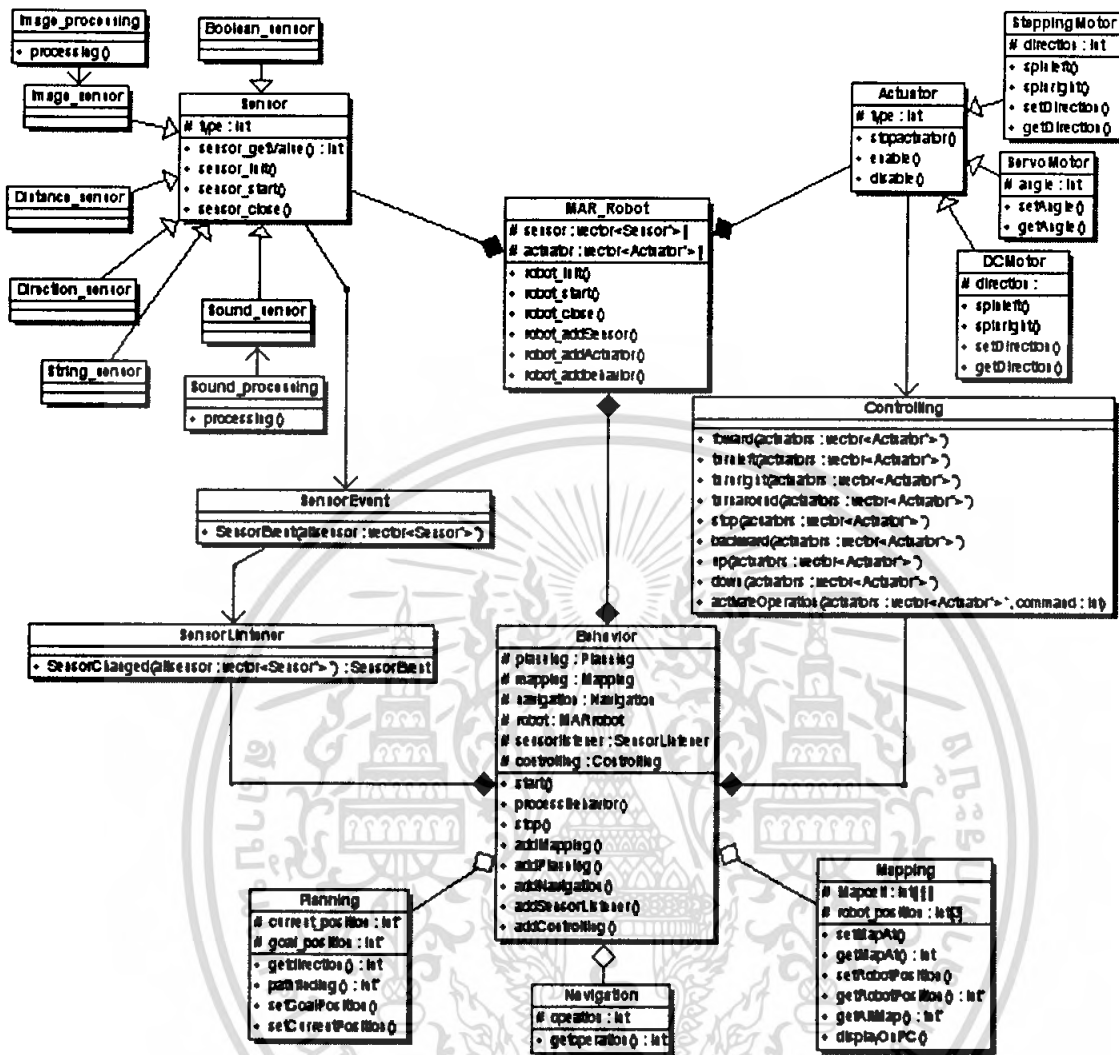 Image_processing
+ processing()
Image_sensor
Boolean_sensor
Sensor
# type : int
+ sensor_getValue() : int
+ sensor_init()
+ sensor_start()
+ sensor_close()
Distance_sensor
Direction_sensor
String_sensor
Sound_sensor
Sound_processing
+ processing()
MAR_Robot
# sensor : vector<Sensor*> []
# actuator : vector<Actuator*> []
+ robot_init()
+ robot_start()
+ robot_close()
+ robot_addSensor()
+ robot_addActuator()
+ robot_addbehavior()
Actuator
# type : int
+ stopactuator()
+ enable()
+ disable()
SteppingMotor
# direction : int
+ spinleft()
+ spinright()
+ setDirection()
+ getDirection()
ServoMotor
# angle : int
+ setAngle()
+ getAngle()
DCMotor
# direction :
+ spinleft()
+ spinright()
+ setDirection()
+ getDirection()
Controlling
+ foward(actuators : vector<Actuator*> *)
+ turnleft(actuators : vector<Actuator*> *)
+ turnright(actuators : vector<Actuator*> *)
+ turnaround(actuators : vector<Actuator*> *)
+ stop(actuators : vector<Actuator*> *)
+ backward(actuators : vector<Actuator*> *)
+ up(actuators : vector<Actuator*> *)
+ down(actuators : vector<Actuator*> *)
+ activateOperation(actuators : vector<Actuator*> *, command : int)
SensorEvent
+ SensorEvent(allsensor : vector<Sensor*> *)
SensorListener
+ SensorChanged(allsensor : vector<Sensor*> *) : SensorEvent
Behavior
# planning : Planning
# mapping : Mapping
# navigation : Navigation
# robot : MARrobot
# sensorlistener : SensorListener
# controlling : Controlling
+ start()
+ processBehavior()
+ stop()
+ addMapping()
+ addPlanning()
+ addNavigation()
+ addSensorListener()
+ addControlling()
Planning
# current_position : int*
# goal_position : int*
+ getdirection() : int
+ pathfinding() : int*
+ setGoalPosition()
+ setCurrentPosition()
Navigation
# opeation : int
+ getoperation() : int
Mapping
# Mapcell : int[][]
# robot_position : int[]
+ setMapAt()
+ getMapAt() : int
+ setRobotPosition()
+ getRobotPosition() : int*
+ getAllMap() : int*
+ displayOnPC()